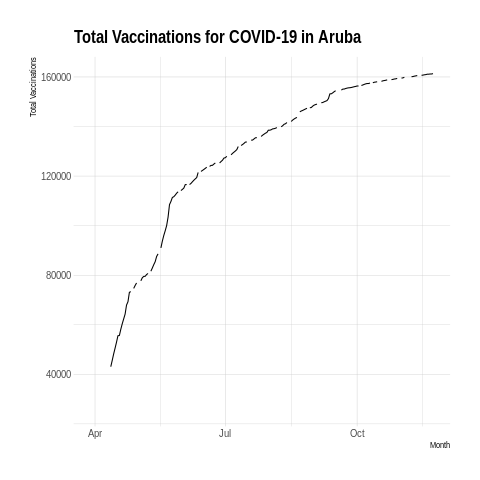 Total Vaccinations for COVID-19 in Aruba
Total Vaccinations
160000
120000
80000
40000
Apr Jul Oct
Month